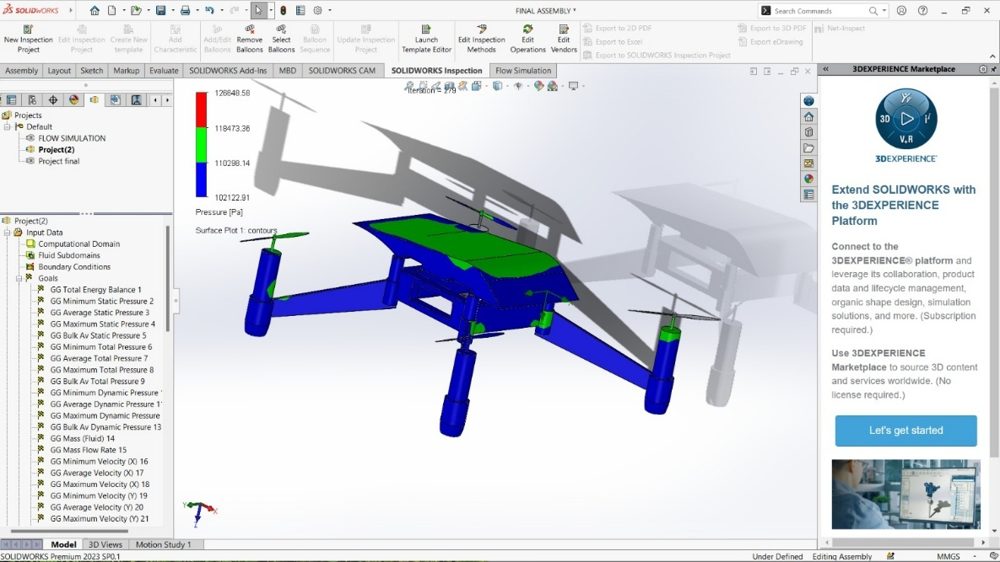 SOLIDWORKS
FINAL ASSEMBLY *
Search Commands
New Inspection Project
Edit Inspection Project
Create New template
Add Characteristic
Add/Edit Balloons
Remove Balloons
Select Balloons
Balloon Sequence
Update Inspection Project
Launch Template Editor
Edit Inspection Methods
Edit Operations
Edit Vendors
Export to 2D PDF
Export to Excel
Export to SOLIDWORKS Inspection Project
Export to 3D PDF
Export eDrawing
Net-Inspect
Assembly
Layout
Sketch
Markup
Evaluate
SOLIDWORKS Add-Ins
MBD
SOLIDWORKS CAM
SOLIDWORKS Inspection
Flow Simulation
Projects
Default
FLOW SIMULATION
Project(2)
Project final
Project(2)
Input Data
Computational Domain
Fluid Subdomains
Boundary Conditions
Goals
GG Total Energy Balance 1
GG Minimum Static Pressure 2
GG Average Static Pressure 3
GG Maximum Static Pressure 4
GG Bulk Av Static Pressure 5
GG Minimum Total Pressure 6
GG Average Total Pressure 7
GG Maximum Total Pressure 8
GG Bulk Av Total Pressure 9
GG Minimum Dynamic Pressure
GG Average Dynamic Pressure 1
GG Maximum Dynamic Pressure
GG Bulk Av Dynamic Pressure 13
GG Mass (Fluid) 14
GG Mass Flow Rate 15
GG Minimum Velocity (X) 16
GG Average Velocity (X) 17
GG Maximum Velocity (X) 18
GG Minimum Velocity (Y) 19
GG Average Velocity (Y) 20
GG Maximum Velocity (Y) 21
Iteration = 279
126648.58
118473.36
110298.14
102122.91
Pressure [Pa]
Surface Plot 1: contours
Y
X
Z
3DEXPERIENCE Marketplace
3D
V,R
3DEXPERIENCE
Extend SOLIDWORKS with
the 3DEXPERIENCE
Platform
Connect to the
3DEXPERIENCE® platform and
leverage its collaboration, product
data and lifecycle management,
organic shape design, simulation
solutions, and more. (Subscription
required.)
Use 3DEXPERIENCE
Marketplace to source 3D content
and services worldwide. (No
license required.)
Let's get started
Model
3D Views
Motion Study 1
SOLIDWORKS Premium 2023 SP0.1
Under Defined
Editing Assembly
MMGS